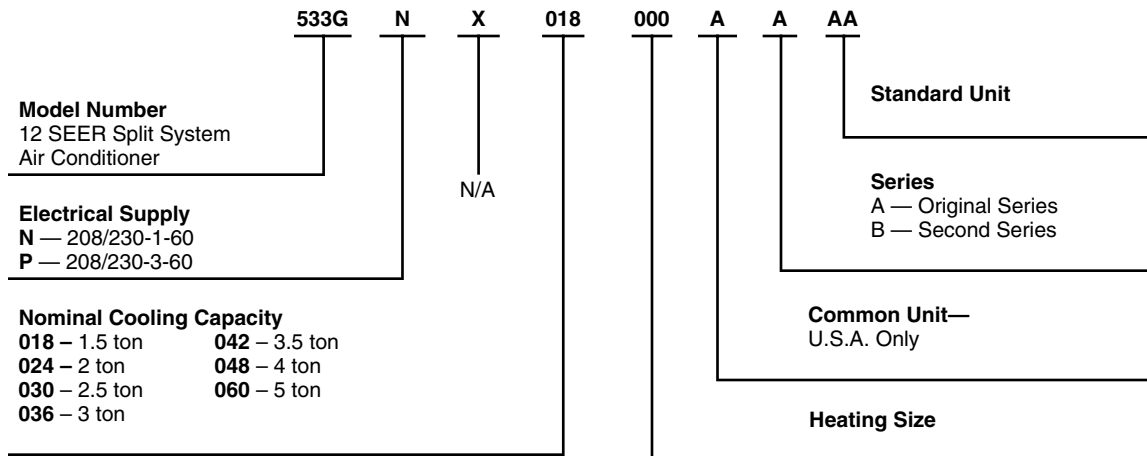 533G N X 018 000 A A AA
Model Number
12 SEER Split System
Air Conditioner
N/A
Electrical Supply
N — 208/230-1-60
P — 208/230-3-60
Nominal Cooling Capacity
018 – 1.5 ton 042 – 3.5 ton
024 – 2 ton 048 – 4 ton
030 – 2.5 ton 060 – 5 ton
036 – 3 ton
Standard Unit
Series
A — Original Series
B — Second Series
Common Unit—
U.S.A. Only
Heating Size